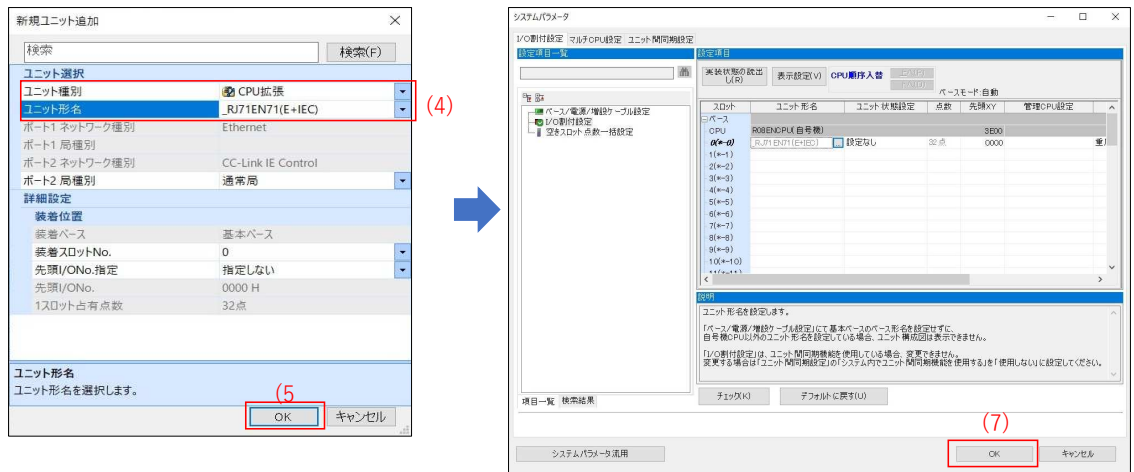 新規ユニット追加
検索
検索(F)
ユニット選択
ユニット種別 CPU拡張
ユニット形名 _RJ71EN71(E+IEC)
(4)
ポート1 ネットワーク種別 Ethernet
ポート1 局種別
ポート2 ネットワーク種別 CC-Link IE Control
ポート2 局種別 通常局
詳細設定
装着位置
装着ベース 基本ベース
装着スロットNo. 0
先頭I/ONo.指定 指定しない
先頭I/ONo. 0000 H
1スロット占有点数 32点
ユニット形名
ユニット形名を選択します。
(5
OK キャンセル
システムパラメータ
I/O割付設定 マルチCPU設定 ユニット間同期設定
設定項目一覧
ベース/電源/増設ケーブル設定
I/O割付設定
空きスロット点数一括設定
項目一覧 検索結果
設定項目
実装状態の読出し(R) 表示設定(V) CPU順序入替
ベースモード:自動
スロット ユニット形名 ユニット状態設定 点数 先頭XY 管理CPU設定
ベース
CPU R08ENCPU(自号機) 3E00
0(*-0) _RJ71EN71(E+IEC) ... 設定なし 32点 0000
1(*-1)
2(*-2)
3(*-3)
4(*-4)
5(*-5)
6(*-6)
7(*-7)
8(*-8)
9(*-9)
10(*-10)
11(*-11)
説明
ユニット形名を設定します。
「ベース/電源/増設ケーブル設定」にて基本ベースのベース形名を設定せずに、
自号機CPU以外のユニット形名を設定している場合、ユニット構成図は表示できません。
「I/O割付設定」は、ユニット間同期機能を使用している場合、変更できません。
変更する場合は「ユニット間同期設定」の「システム内でユニット間同期機能を使用する」を「使用しない」に設定してください。
チェック(K) デフォルトに戻す(U)
(7)
システムパラメータ流用 OK キャンセル